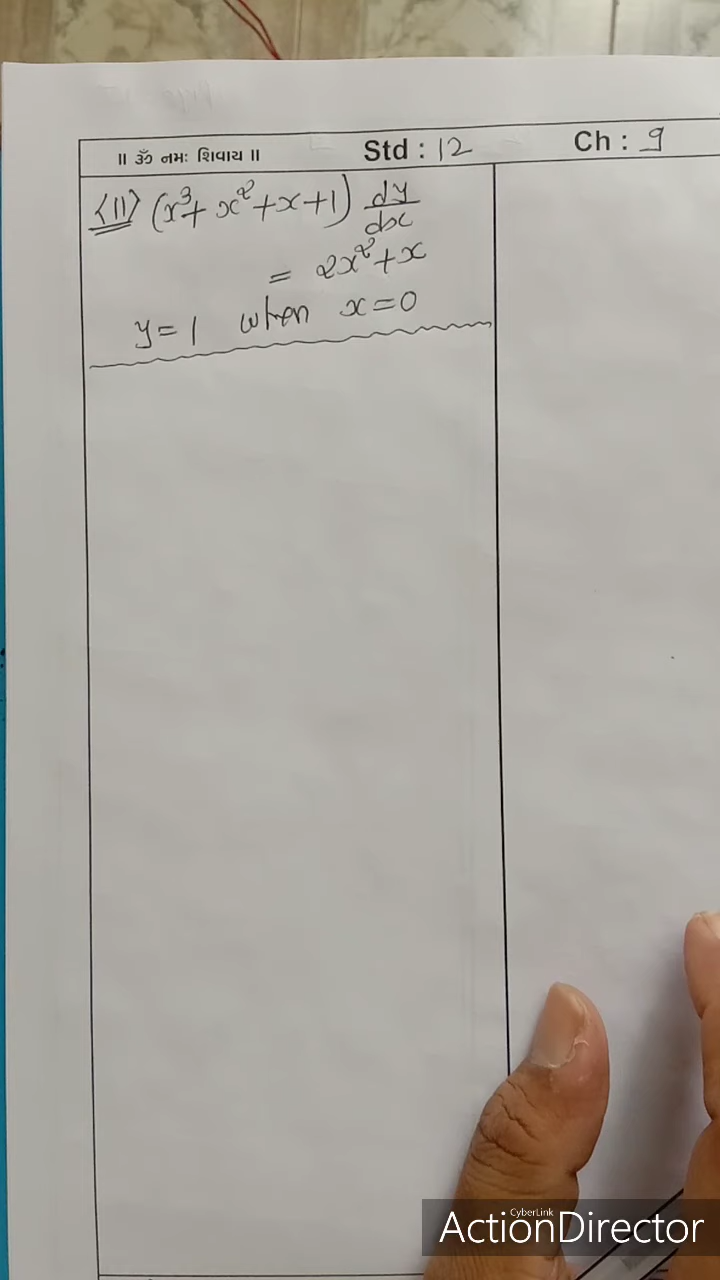 ॥ ૐ નમઃ શિવાય ॥ Std : 12 Ch : 9
<11> (x³+ x²+x+1) dy/dx
= 2x²+x
y=1 when x=0
CyberLink
ActionDirector